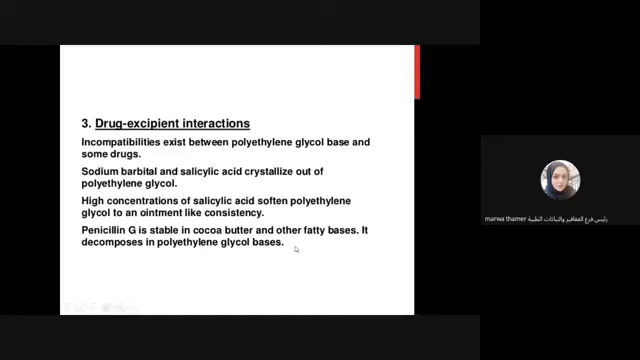 3. Drug-excipient interactions
Incompatibilities exist between polyethylene glycol base and
some drugs.
Sodium barbital and salicylic acid crystallize out of
polyethylene glycol.
High concentrations of salicylic acid soften polyethylene
glycol to an ointment like consistency.
Penicillin G is stable in cocoa butter and other fatty bases. It
decomposes in polyethylene glycol bases.
marwa thamer رئيس فرع العقاقير والنباتات الطبية